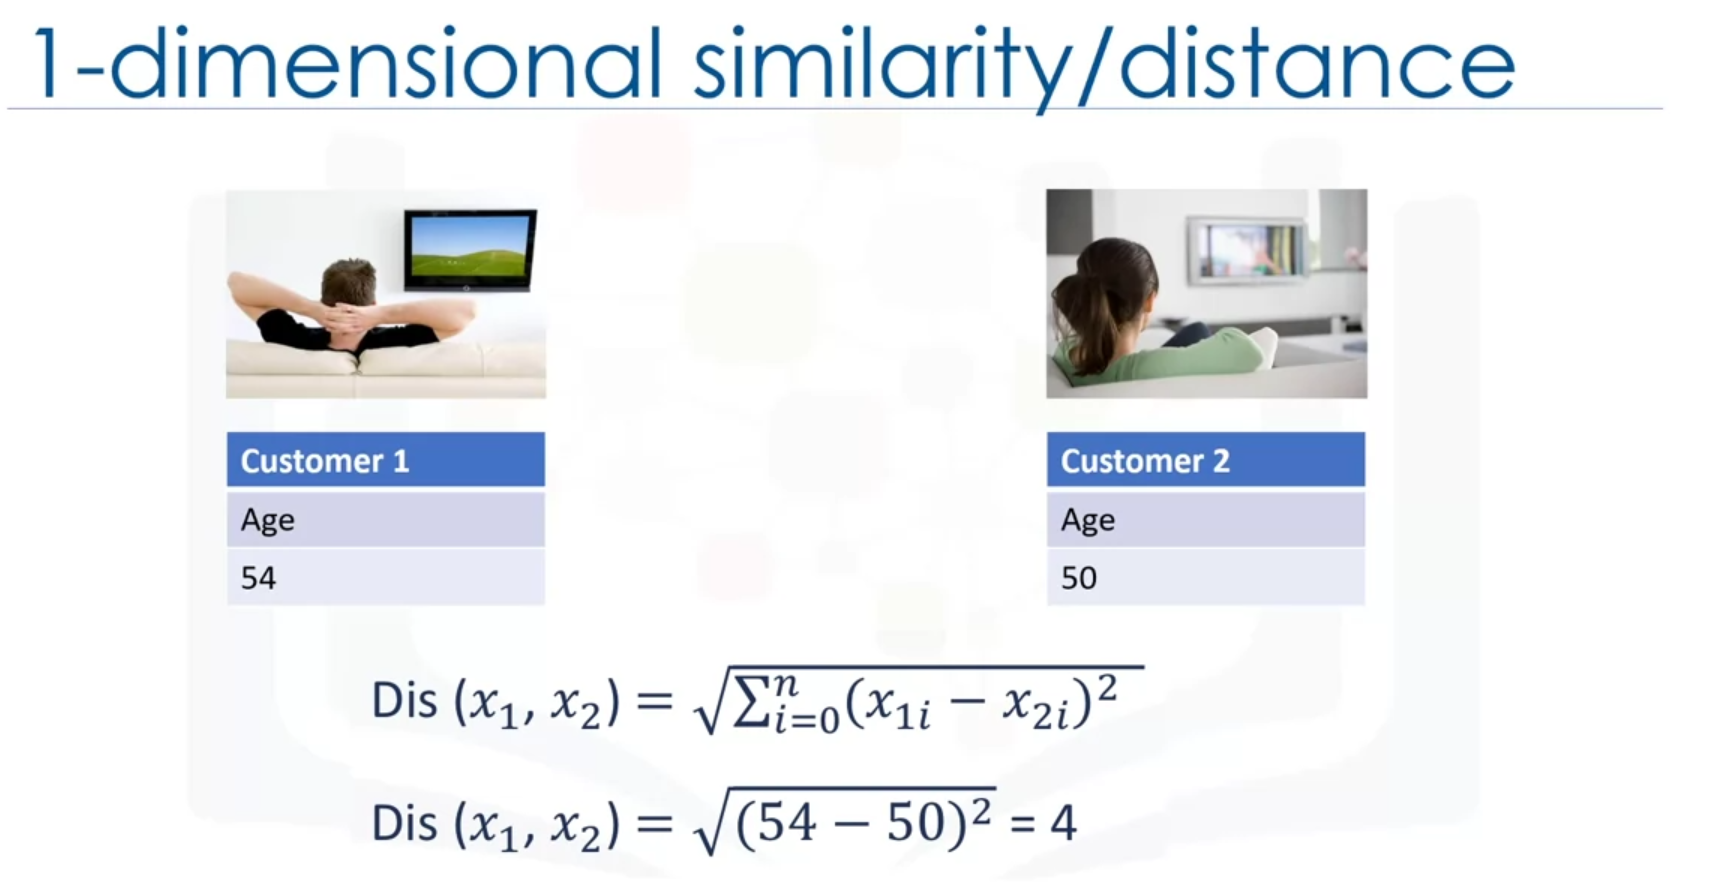 1-dimensional similarity/distance
Customer 1
Age
54
Customer 2
Age
50
Dis (x₁, x₂) = √∑ⁿᵢ₌₀(x₁ᵢ − x₂ᵢ)²
Dis (x₁, x₂) = √(54 − 50)² = 4